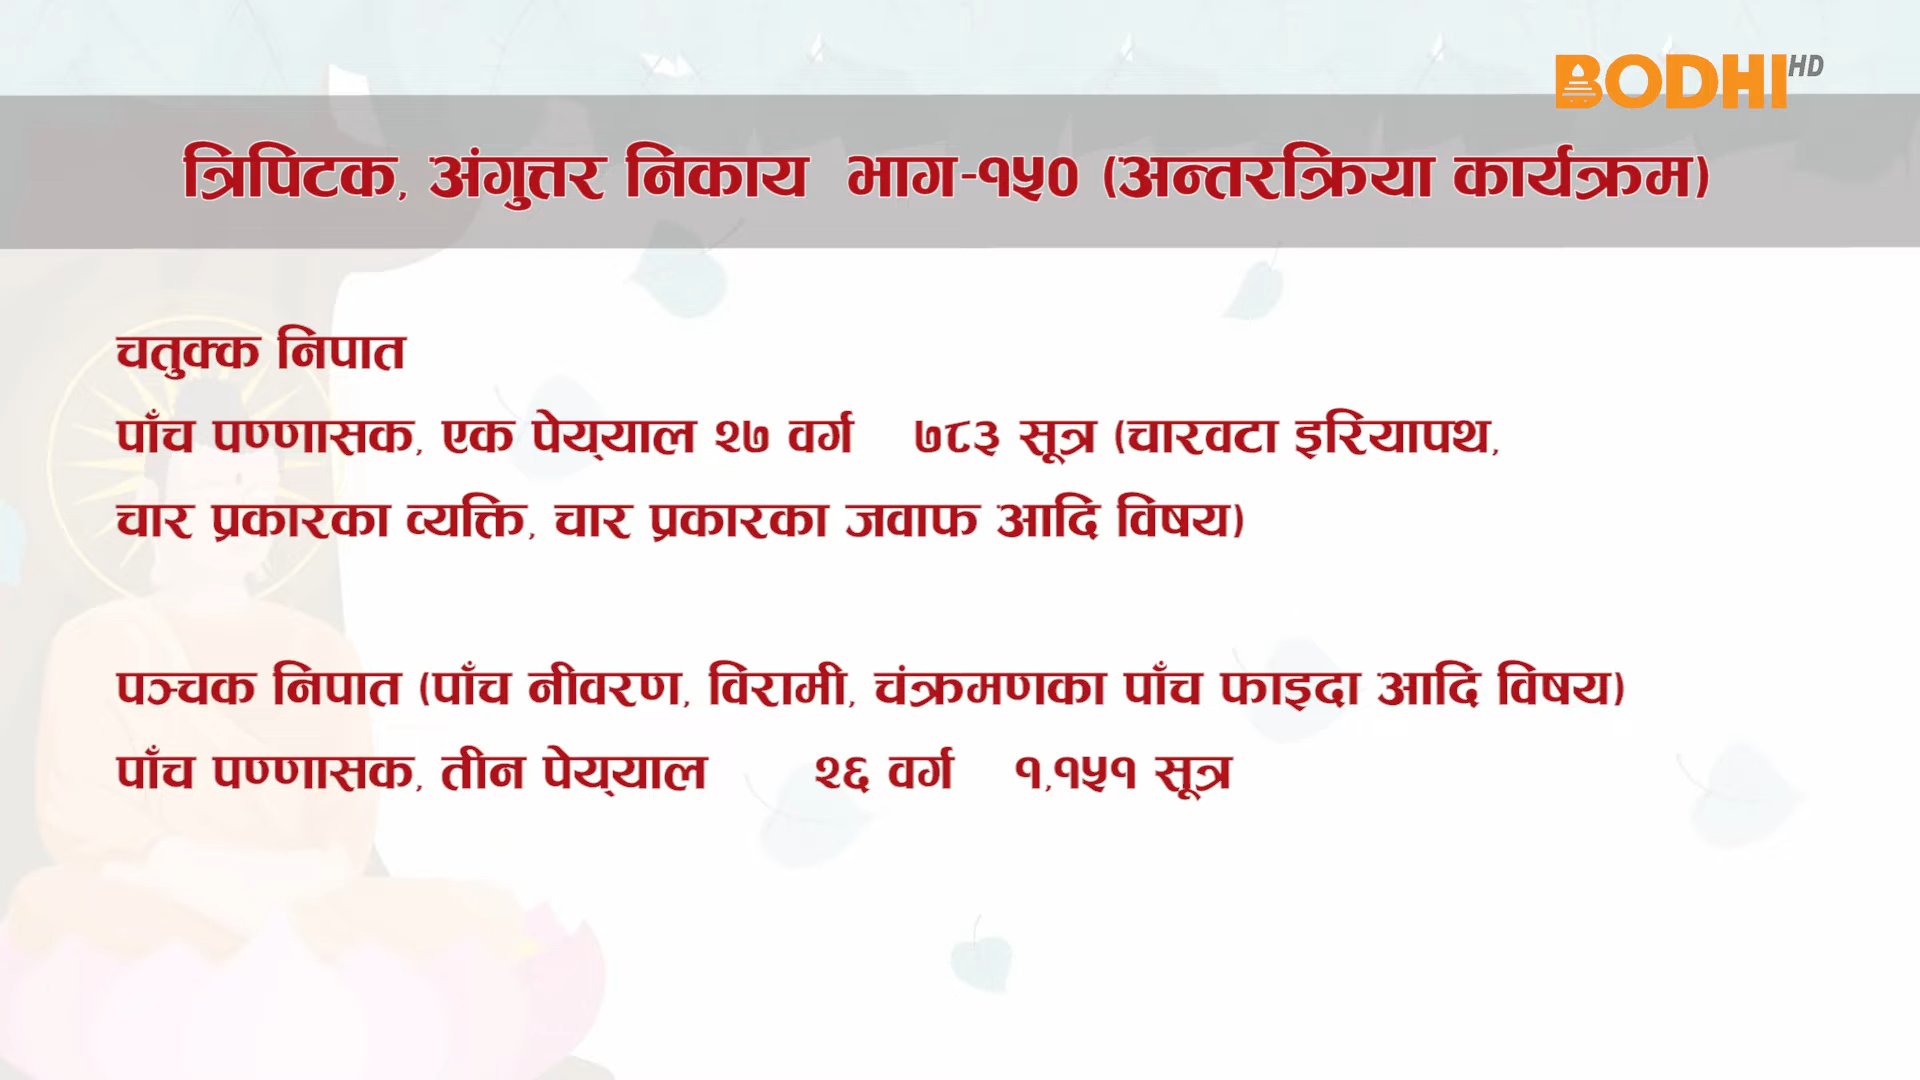 BODHI HD
त्रिपिटक, अंगुत्तर निकाय भाग-१५० (अन्तरक्रिया कार्यक्रम)
चतुक्क निपात
पाँच पण्णासक, एक पेय्याल २७ वर्ग ७८३ सूत्र (चारवटा इरियापथ,
चार प्रकारका व्यक्ति, चार प्रकारका जवाफ आदि विषय)
पञ्चक निपात (पाँच नीवरण, विरामी, चंक्रमणका पाँच फाइदा आदि विषय)
पाँच पण्णासक, तीन पेय्याल २६ वर्ग १,१५१ सूत्र